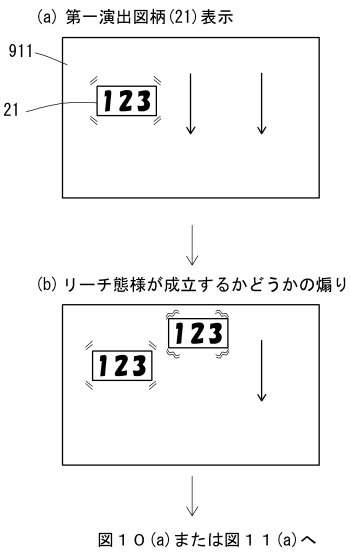 (a) 第一演出図柄(21)表示
911
123
21
(b) リーチ態様が成立するかどうかの煽り
123
123
図１０(a)または図１１(a)へ